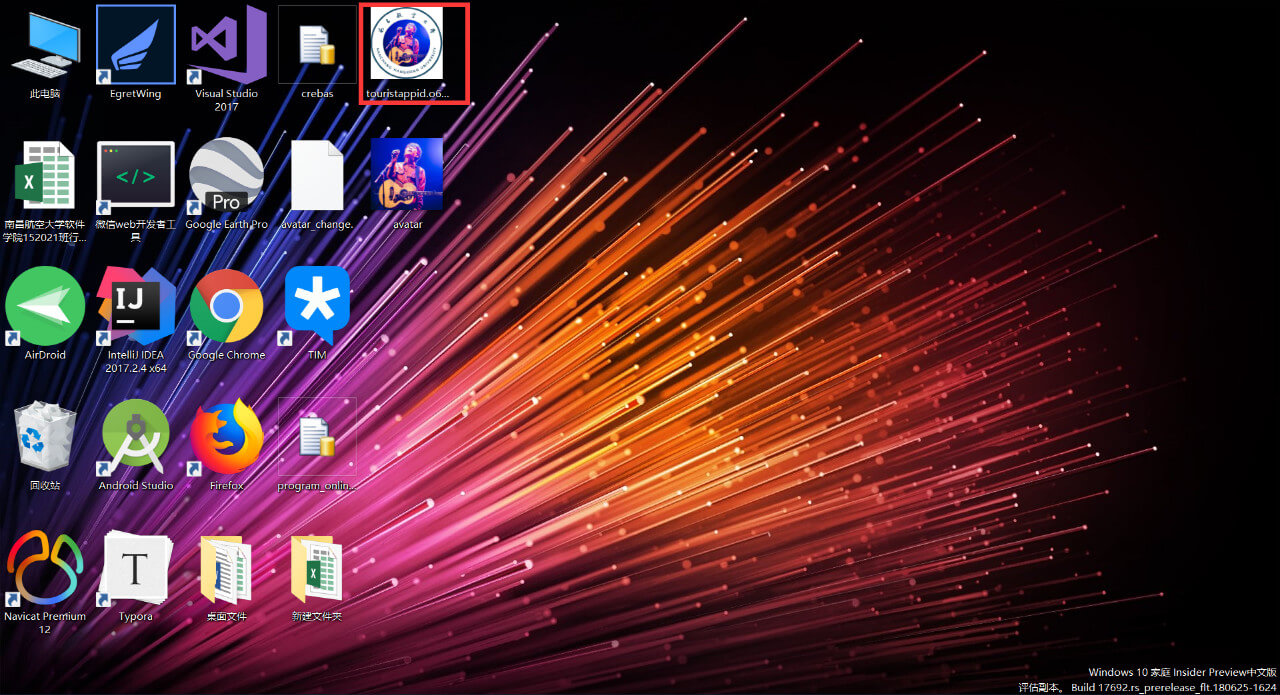 此电脑
EgretWing
Visual Studio
2017
crebas
touristappid.o6...
南昌航空大学软件
学院152021班行...
微信web开发者工
具
Pro
Google Earth Pro
avatar_change.
avatar
AirDroid
IJ
IntelliJ IDEA
2017.2.4 x64
Google Chrome
TIM
回收站
Android Studio
Firefox
program_onlin...
Navicat Premium
12
T
Typora
桌面文件
新建文件夹
Windows 10 家庭 Insider Preview中文版
评估副本。 Build 17692.rs_prerelease_flt.180625-1624